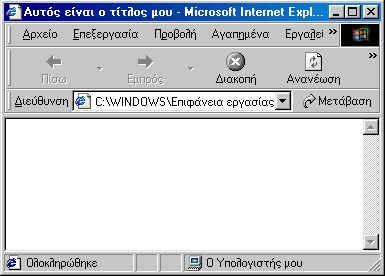 Αυτός είναι ο τίτλος μου - Microsoft Internet Expl...
Αρχείο Επεξεργασία Προβολή Αγαπημένα Εργαλεί »
Πίσω Εμπρός Διακοπή Ανανέωση »
Διεύθυνση C:\WINDOWS\Επιφάνεια εργασίας Μετάβαση
Ολοκληρώθηκε Ο Υπολογιστής μου